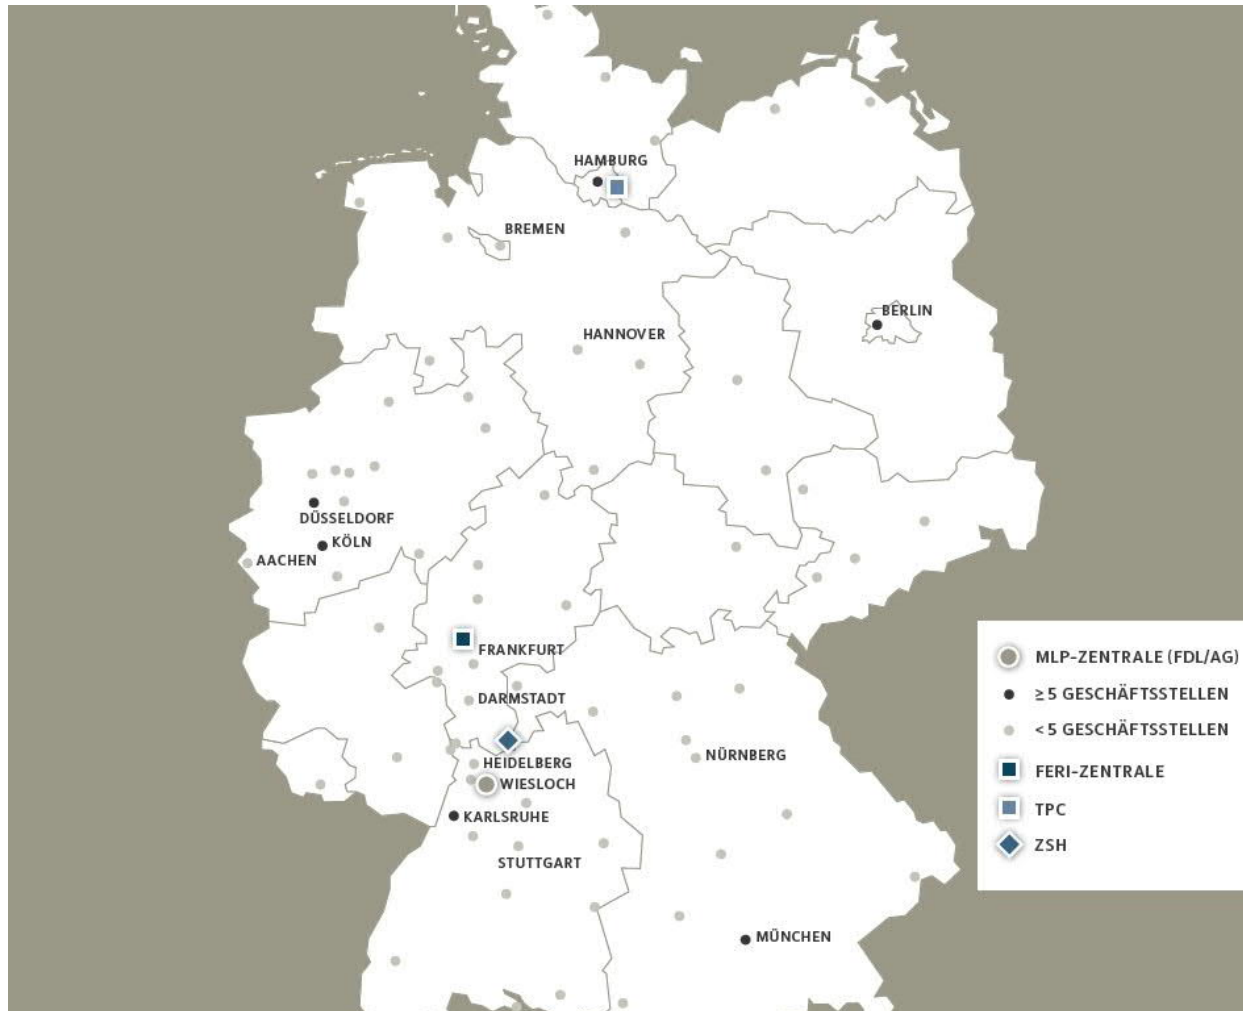 HAMBURG
BREMEN
BERLIN
HANNOVER
DÜSSELDORF
KÖLN
AACHEN
FRANKFURT
DARMSTADT
HEIDELBERG
WIESLOCH
NÜRNBERG
KARLSRUHE
STUTTGART
MÜNCHEN
MLP-ZENTRALE (FDL/AG)
≥ 5 GESCHÄFTSSTELLEN
< 5 GESCHÄFTSSTELLEN
FERI-ZENTRALE
TPC
ZSH